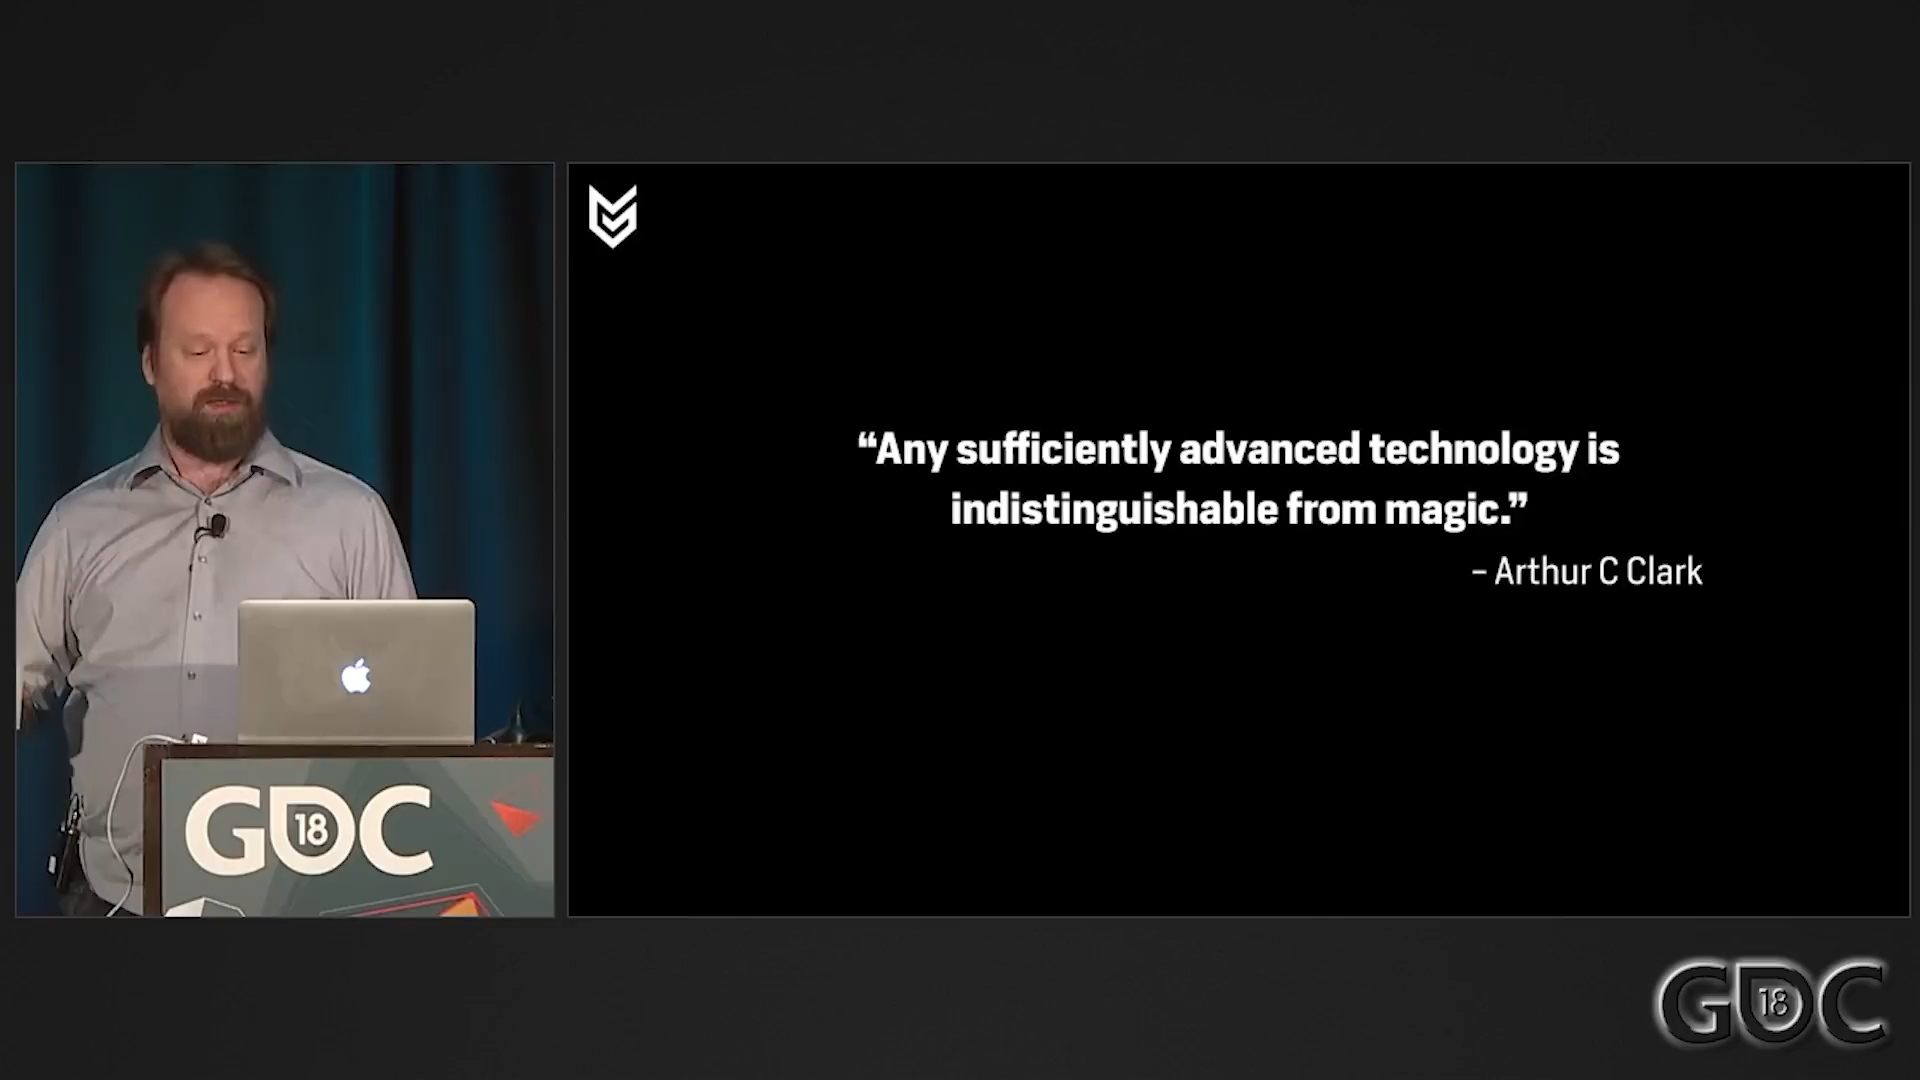 “Any sufficiently advanced technology is
indistinguishable from magic.”
– Arthur C Clark
GDC
18
GDC
18